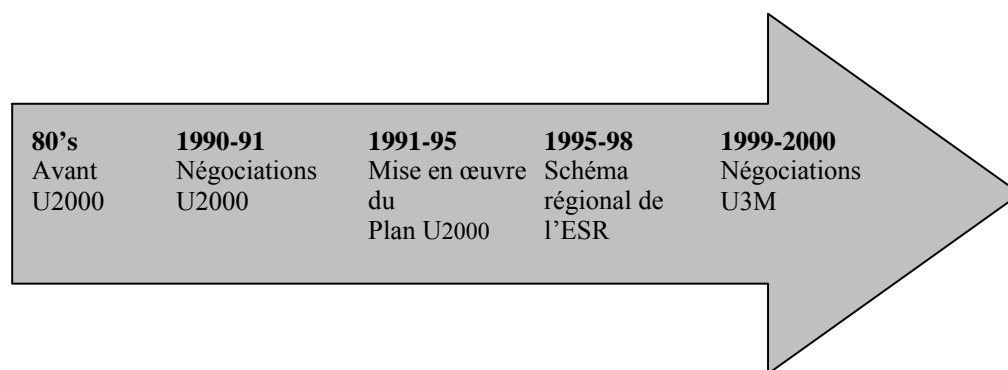 80's
Avant
U2000
1990-91
Négociations
U2000
1991-95
Mise en œuvre
du
Plan U2000
1995-98
Schéma
régional de
l'ESR
1999-2000
Négociations
U3M